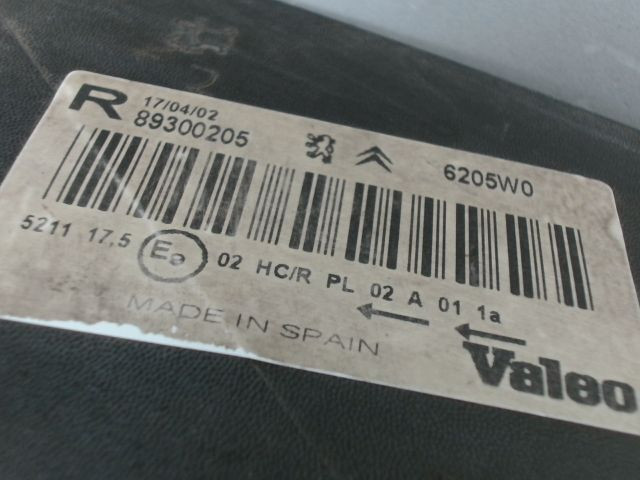 R 17/04/02
89300205 6205W0
5211 17.5 E9 02 HC/R PL 02 A 01 1a
MADE IN SPAIN
Valeo